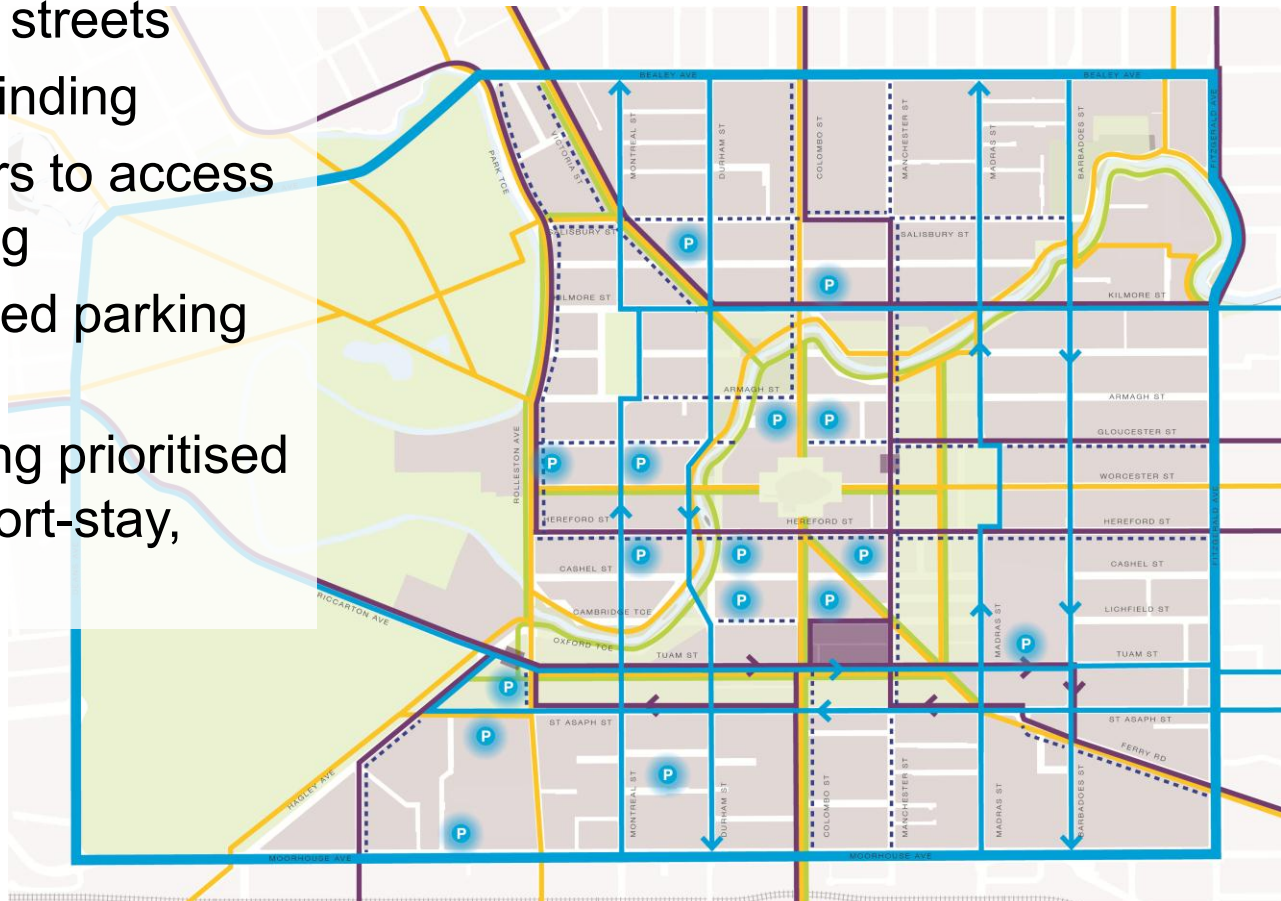 streets
inding
rs to access
g
ed parking
ng prioritised
ort-stay,
BEALEY AVE
BEALEY AVE
PARK TCE
VICTORIA ST
MONTREAL ST
DURHAM ST
COLOMBO ST
MANCHESTER ST
MADRAS ST
BARBADOES ST
FITZGERALD AVE
SALISBURY ST
SALISBURY ST
P
P
KILMORE ST
KILMORE ST
ARMAGH ST
ARMAGH ST
P
P
GLOUCESTER ST
ROLLESTON AVE
P
P
WORCESTER ST
HEREFORD ST
HEREFORD ST
HEREFORD ST
FITZGERALD AVE
P
P
P
CASHEL ST
CASHEL ST
P
P
CAMBRIDGE TCE
LICHFIELD ST
RICCARTON AVE
OXFORD TCE
TUAM ST
MADRAS ST
P
TUAM ST
P
ST ASAPH ST
ST ASAPH ST
P
FERRY RD
P
HAGLEY AVE
MONTREAL ST
DURHAM ST
COLOMBO ST
MANCHESTER ST
MADRAS ST
BARBADOES ST
P
MOORHOUSE AVE
MOORHOUSE AVE